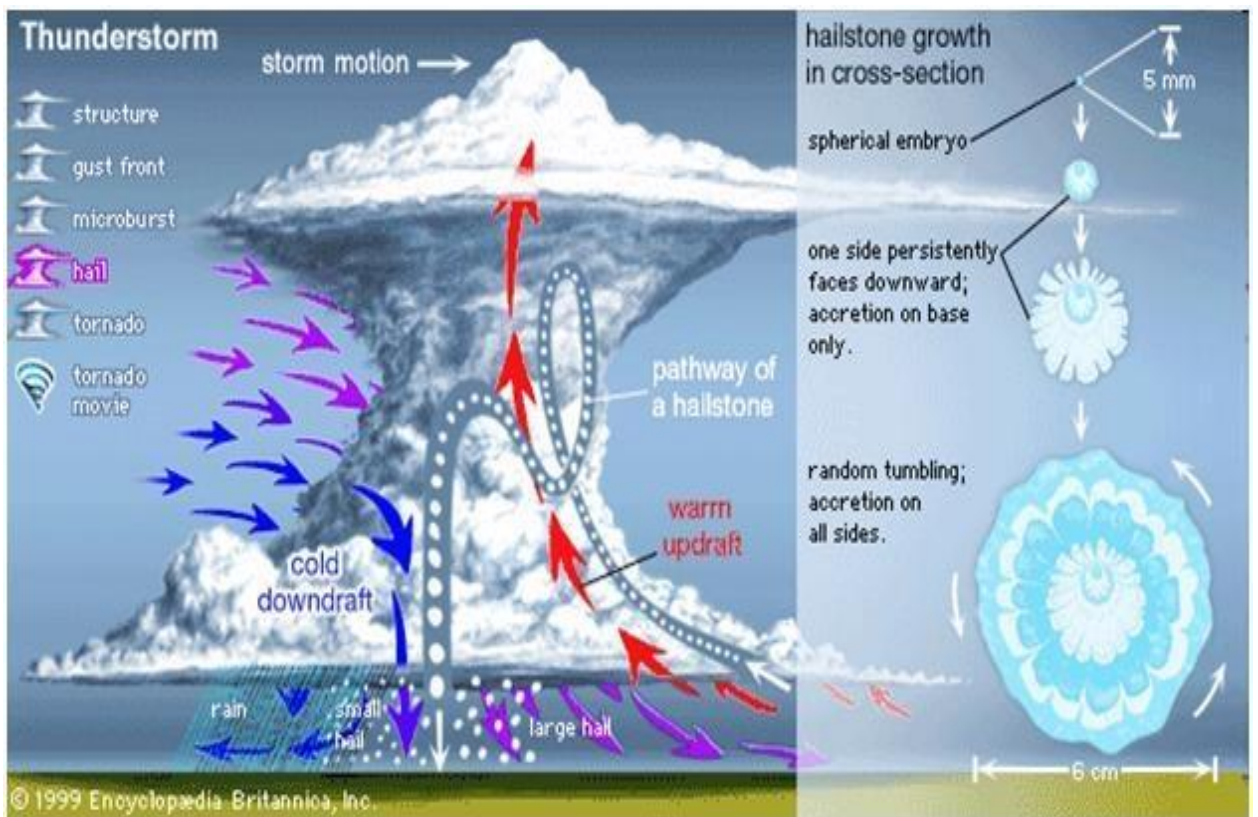 Thunderstorm
structure
gust front
microburst
hail
tornado
tornado
movie
storm motion
pathway of
a hailstone
warm
updraft
cold
downdraft
rain
small
hail
large hail
© 1999 Encyclopædia Britannica, Inc.
hailstone growth
in cross-section
5 mm
spherical embryo
one side persistently
faces downward;
accretion on base
only.
random tumbling;
accretion on
all sides.
6 cm